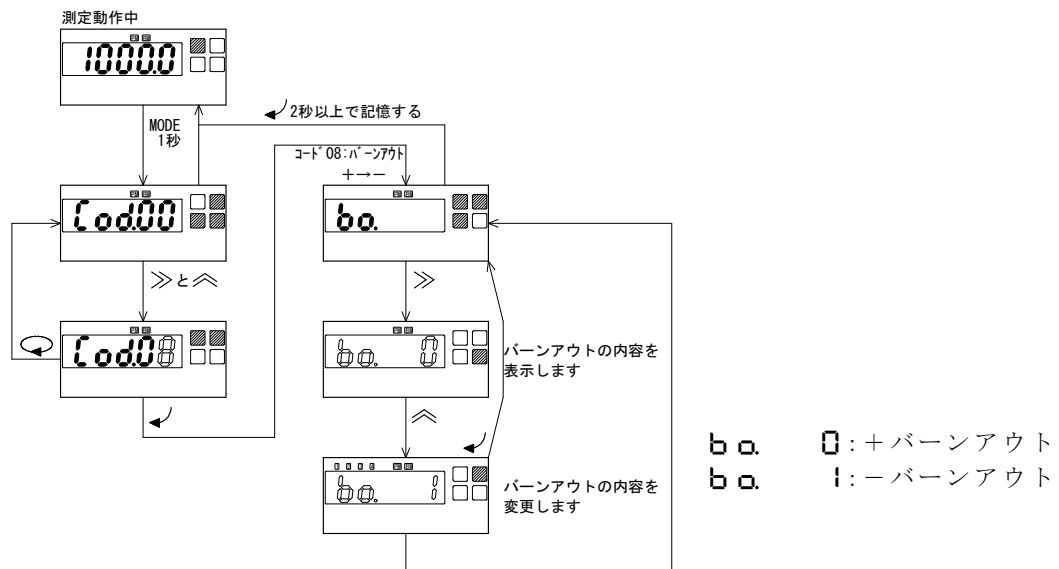 測定動作中
1000.0
MODE
1秒
2秒以上で記憶する
コード08:バーンアウト
+→−
Cod.00
bo.
≫と︽
≫
Cod.08
bo. 0
バーンアウトの内容を
表示します
︽
bo. 1
バーンアウトの内容を
変更します
bo. 0:+バーンアウト
bo. 1:−バーンアウト